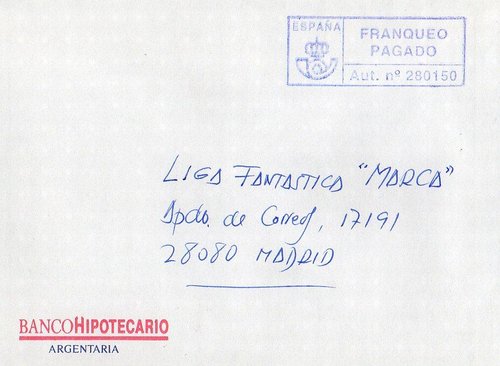 ESPAÑA
FRANQUEO
PAGADO
Aut. nº 280150
LIGA FANTASTICA "MARCA"
Apdo. de Correos, 17191
28080 MADRID
BANCOHIPOTECARIO
ARGENTARIA